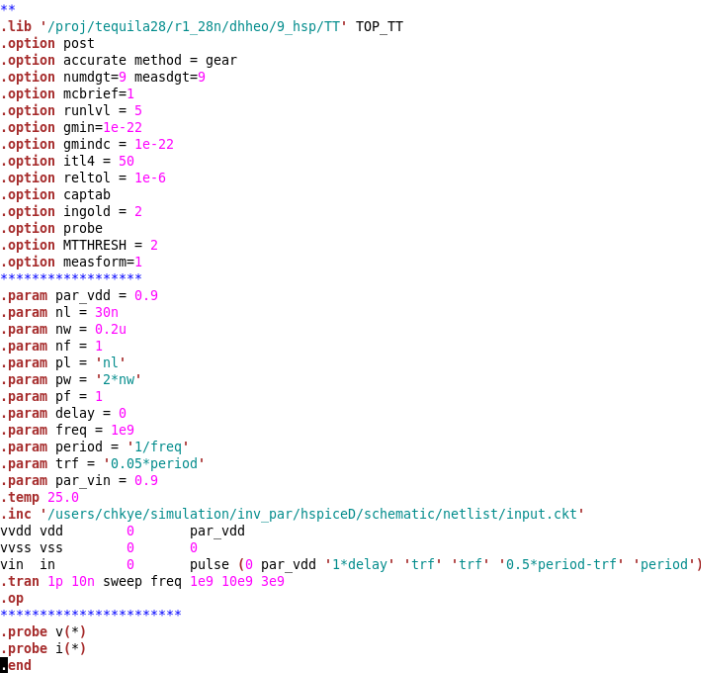 **
.lib '/proj/tequila28/r1_28n/dhheo/9_hsp/TT' TOP_TT
.option post
.option accurate method = gear
.option numdgt=9 measdgt=9
.option mcbrief=1
.option runlvl = 5
.option gmin=1e-22
.option gmindc = 1e-22
.option itl4 = 50
.option reltol = 1e-6
.option captab
.option ingold = 2
.option probe
.option MTTHRESH = 2
.option measform=1
******************
.param par_vdd = 0.9
.param nl = 30n
.param nw = 0.2u
.param nf = 1
.param pl = 'nl'
.param pw = '2*nw'
.param pf = 1
.param delay = 0
.param freq = 1e9
.param period = '1/freq'
.param trf = '0.05*period'
.param par_vin = 0.9
.temp 25.0
.inc '/users/chkye/simulation/inv_par/hspiceD/schematic/netlist/input.ckt'
vvdd vdd 0 par_vdd
vvss vss 0 0
vin in 0 pulse (0 par_vdd '1*delay' 'trf' 'trf' '0.5*period-trf' 'period')
.tran 1p 10n sweep freq 1e9 10e9 3e9
.op
***********************
.probe v(*)
.probe i(*)
.end